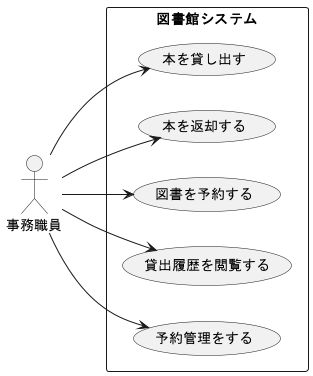 図書館システム
本を貸し出す
本を返却する
図書を予約する
事務職員
貸出履歴を閲覧する
予約管理をする